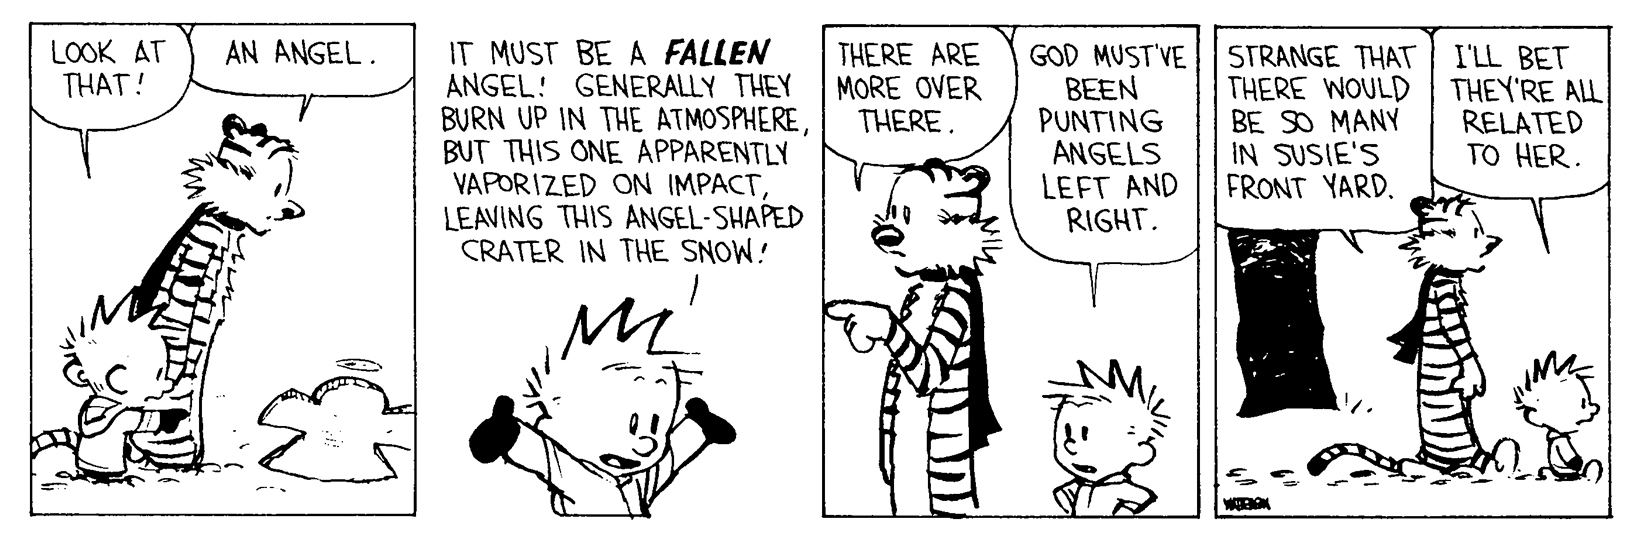 LOOK AT
THAT!
AN ANGEL.
IT MUST BE A FALLEN
ANGEL! GENERALLY THEY
BURN UP IN THE ATMOSPHERE,
BUT THIS ONE APPARENTLY
VAPORIZED ON IMPACT,
LEAVING THIS ANGEL-SHAPED
CRATER IN THE SNOW!
THERE ARE
MORE OVER
THERE.
GOD MUST'VE
BEEN
PUNTING
ANGELS
LEFT AND
RIGHT.
STRANGE THAT
THERE WOULD
BE SO MANY
IN SUSIE'S
FRONT YARD.
I'LL BET
THEY'RE ALL
RELATED
TO HER.
WATTERSON